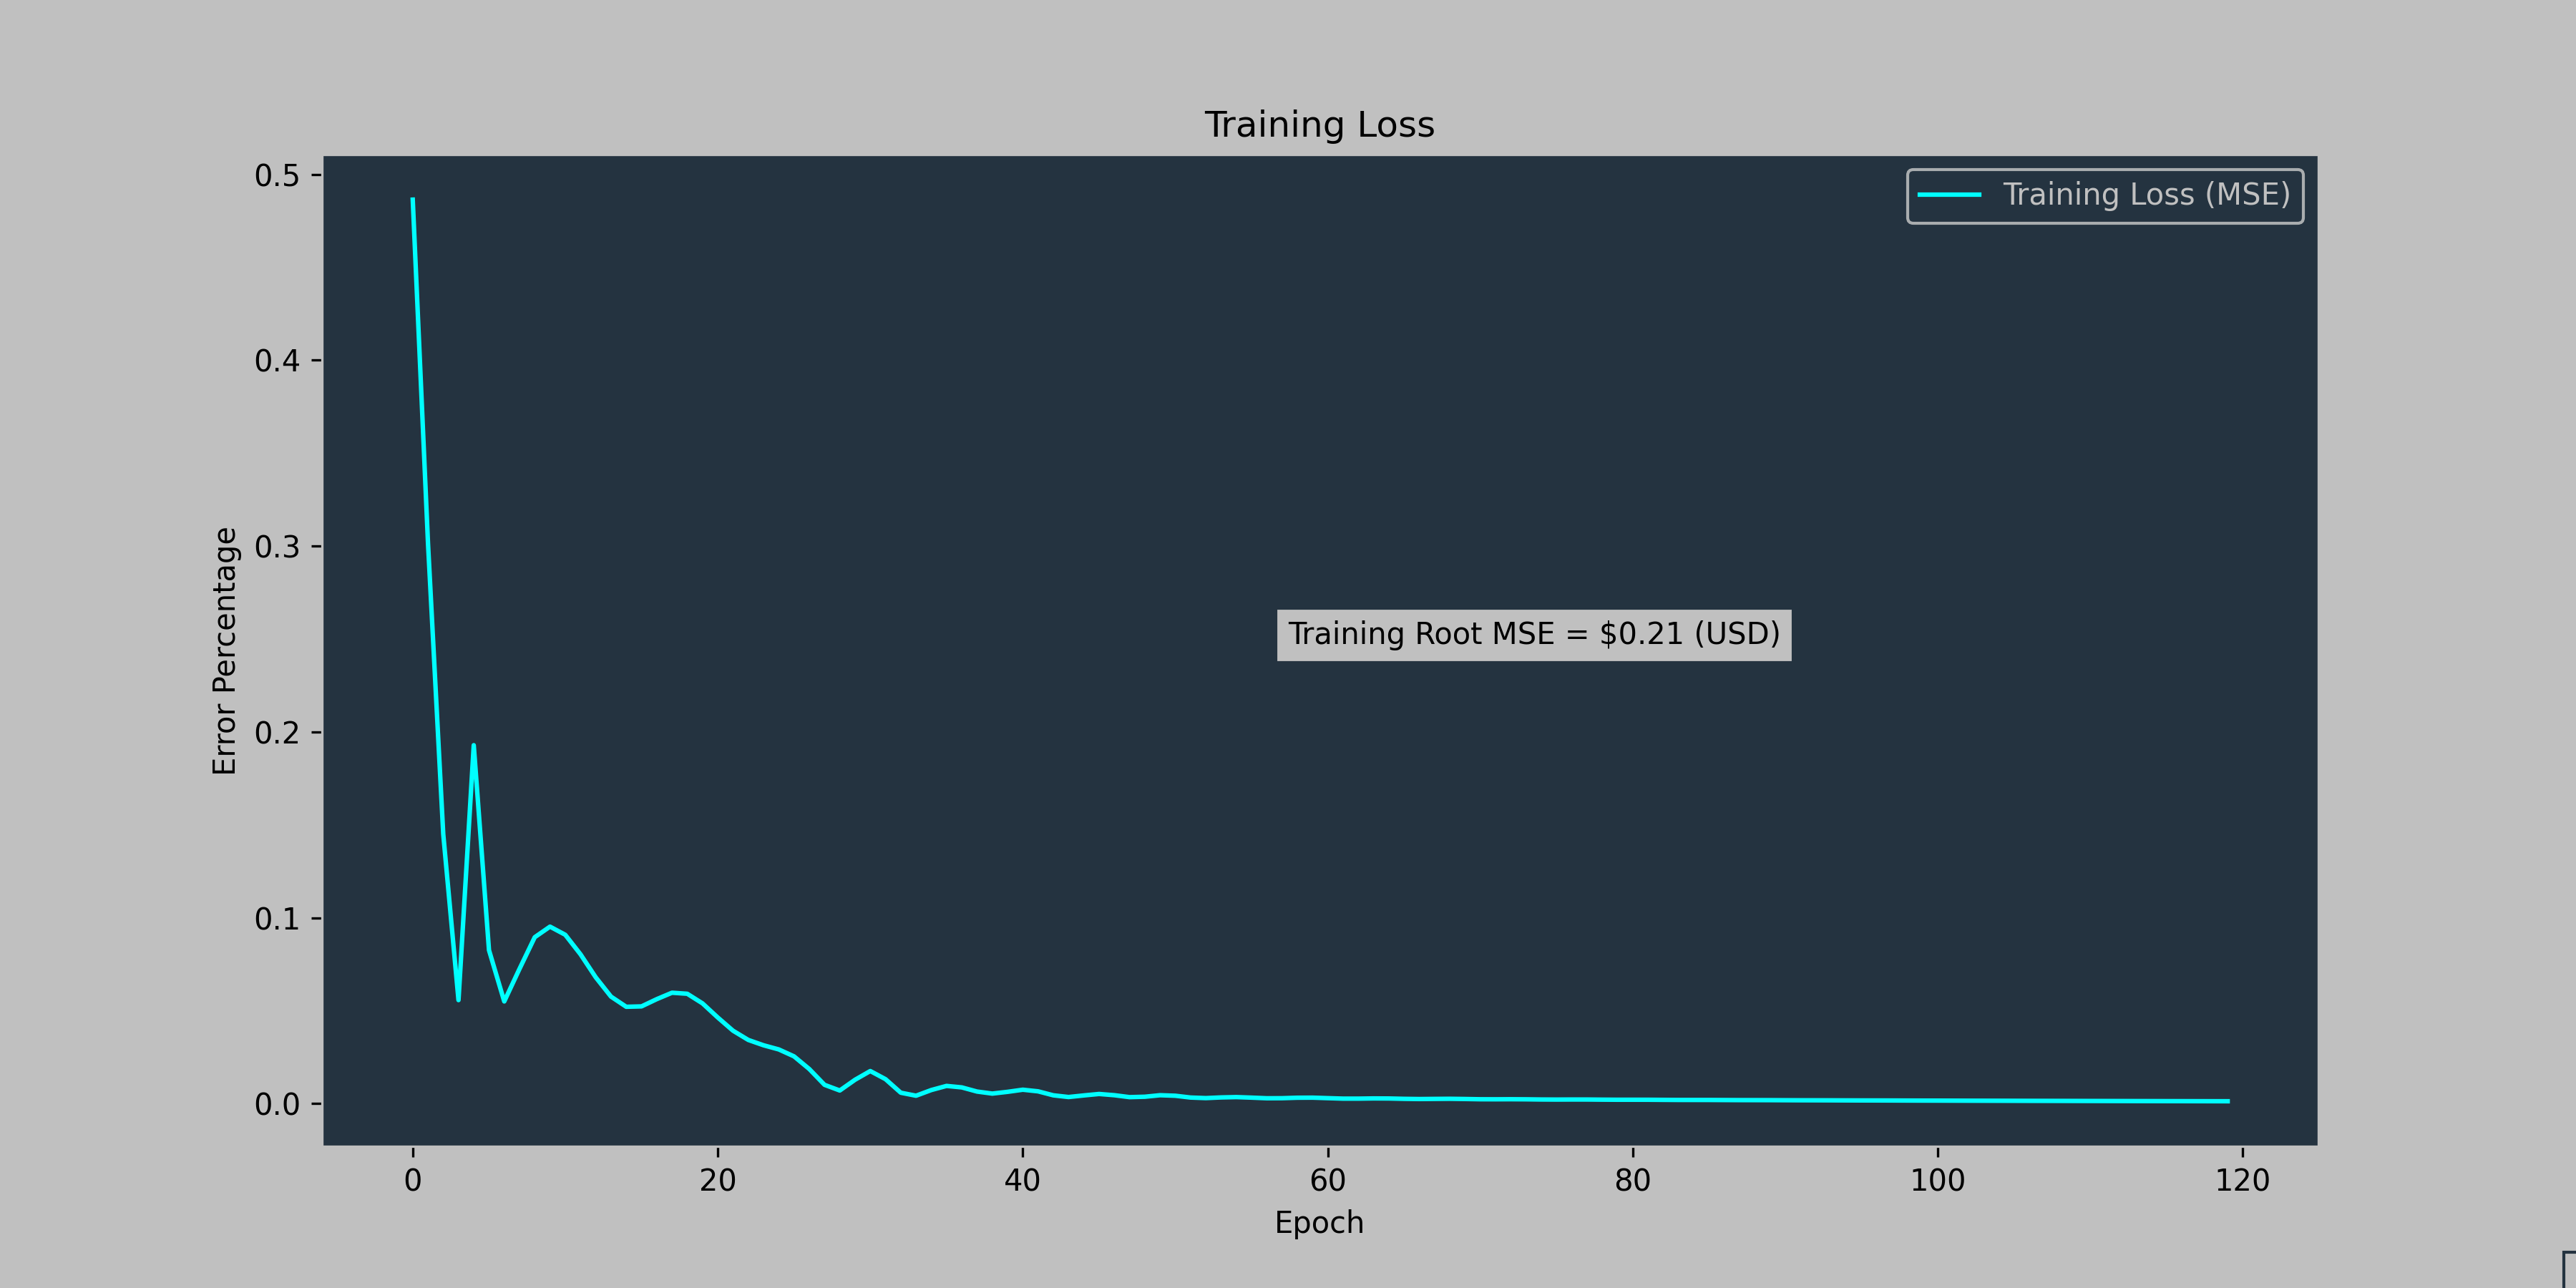 Training Loss
0.5
Training Loss (MSE)
0.4
0.3
Error Percentage
Training Root MSE = $0.21 (USD)
0.2
0.1
0.0
0 20 40 60 80 100 120
Epoch